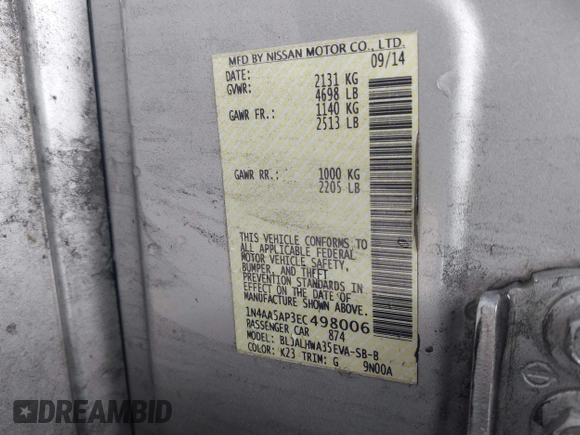 MFD BY NISSAN MOTOR CO., LTD.
DATE: 09/14
GVWR: 2131 KG
4698 LB
GAWR FR.: 1140 KG
2513 LB
GAWR RR.: 1000 KG
2205 LB
THIS VEHICLE CONFORMS TO
ALL APPLICABLE FEDERAL
MOTOR VEHICLE SAFETY,
BUMPER, AND THEFT
PREVENTION STANDARDS IN
EFFECT ON THE DATE OF
MANUFACTURE SHOWN ABOVE.
1N4AA5AP3EC498006
PASSENGER CAR 874
MODEL: BLJALHWA35EVA-SB-B
COLOR: K23 TRIM: G 9N00A
DREAMBID